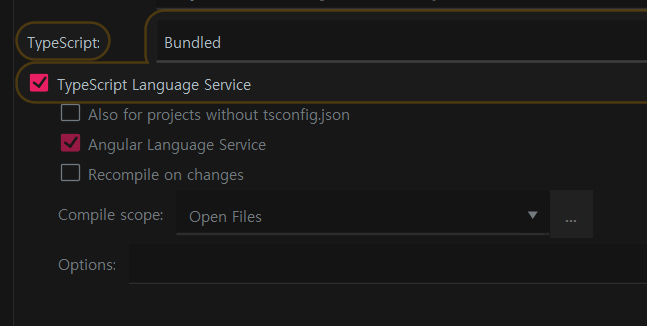 TypeScript: Bundled
TypeScript Language Service
Also for projects without tsconfig.json
Angular Language Service
Recompile on changes
Compile scope: Open Files ...
Options: